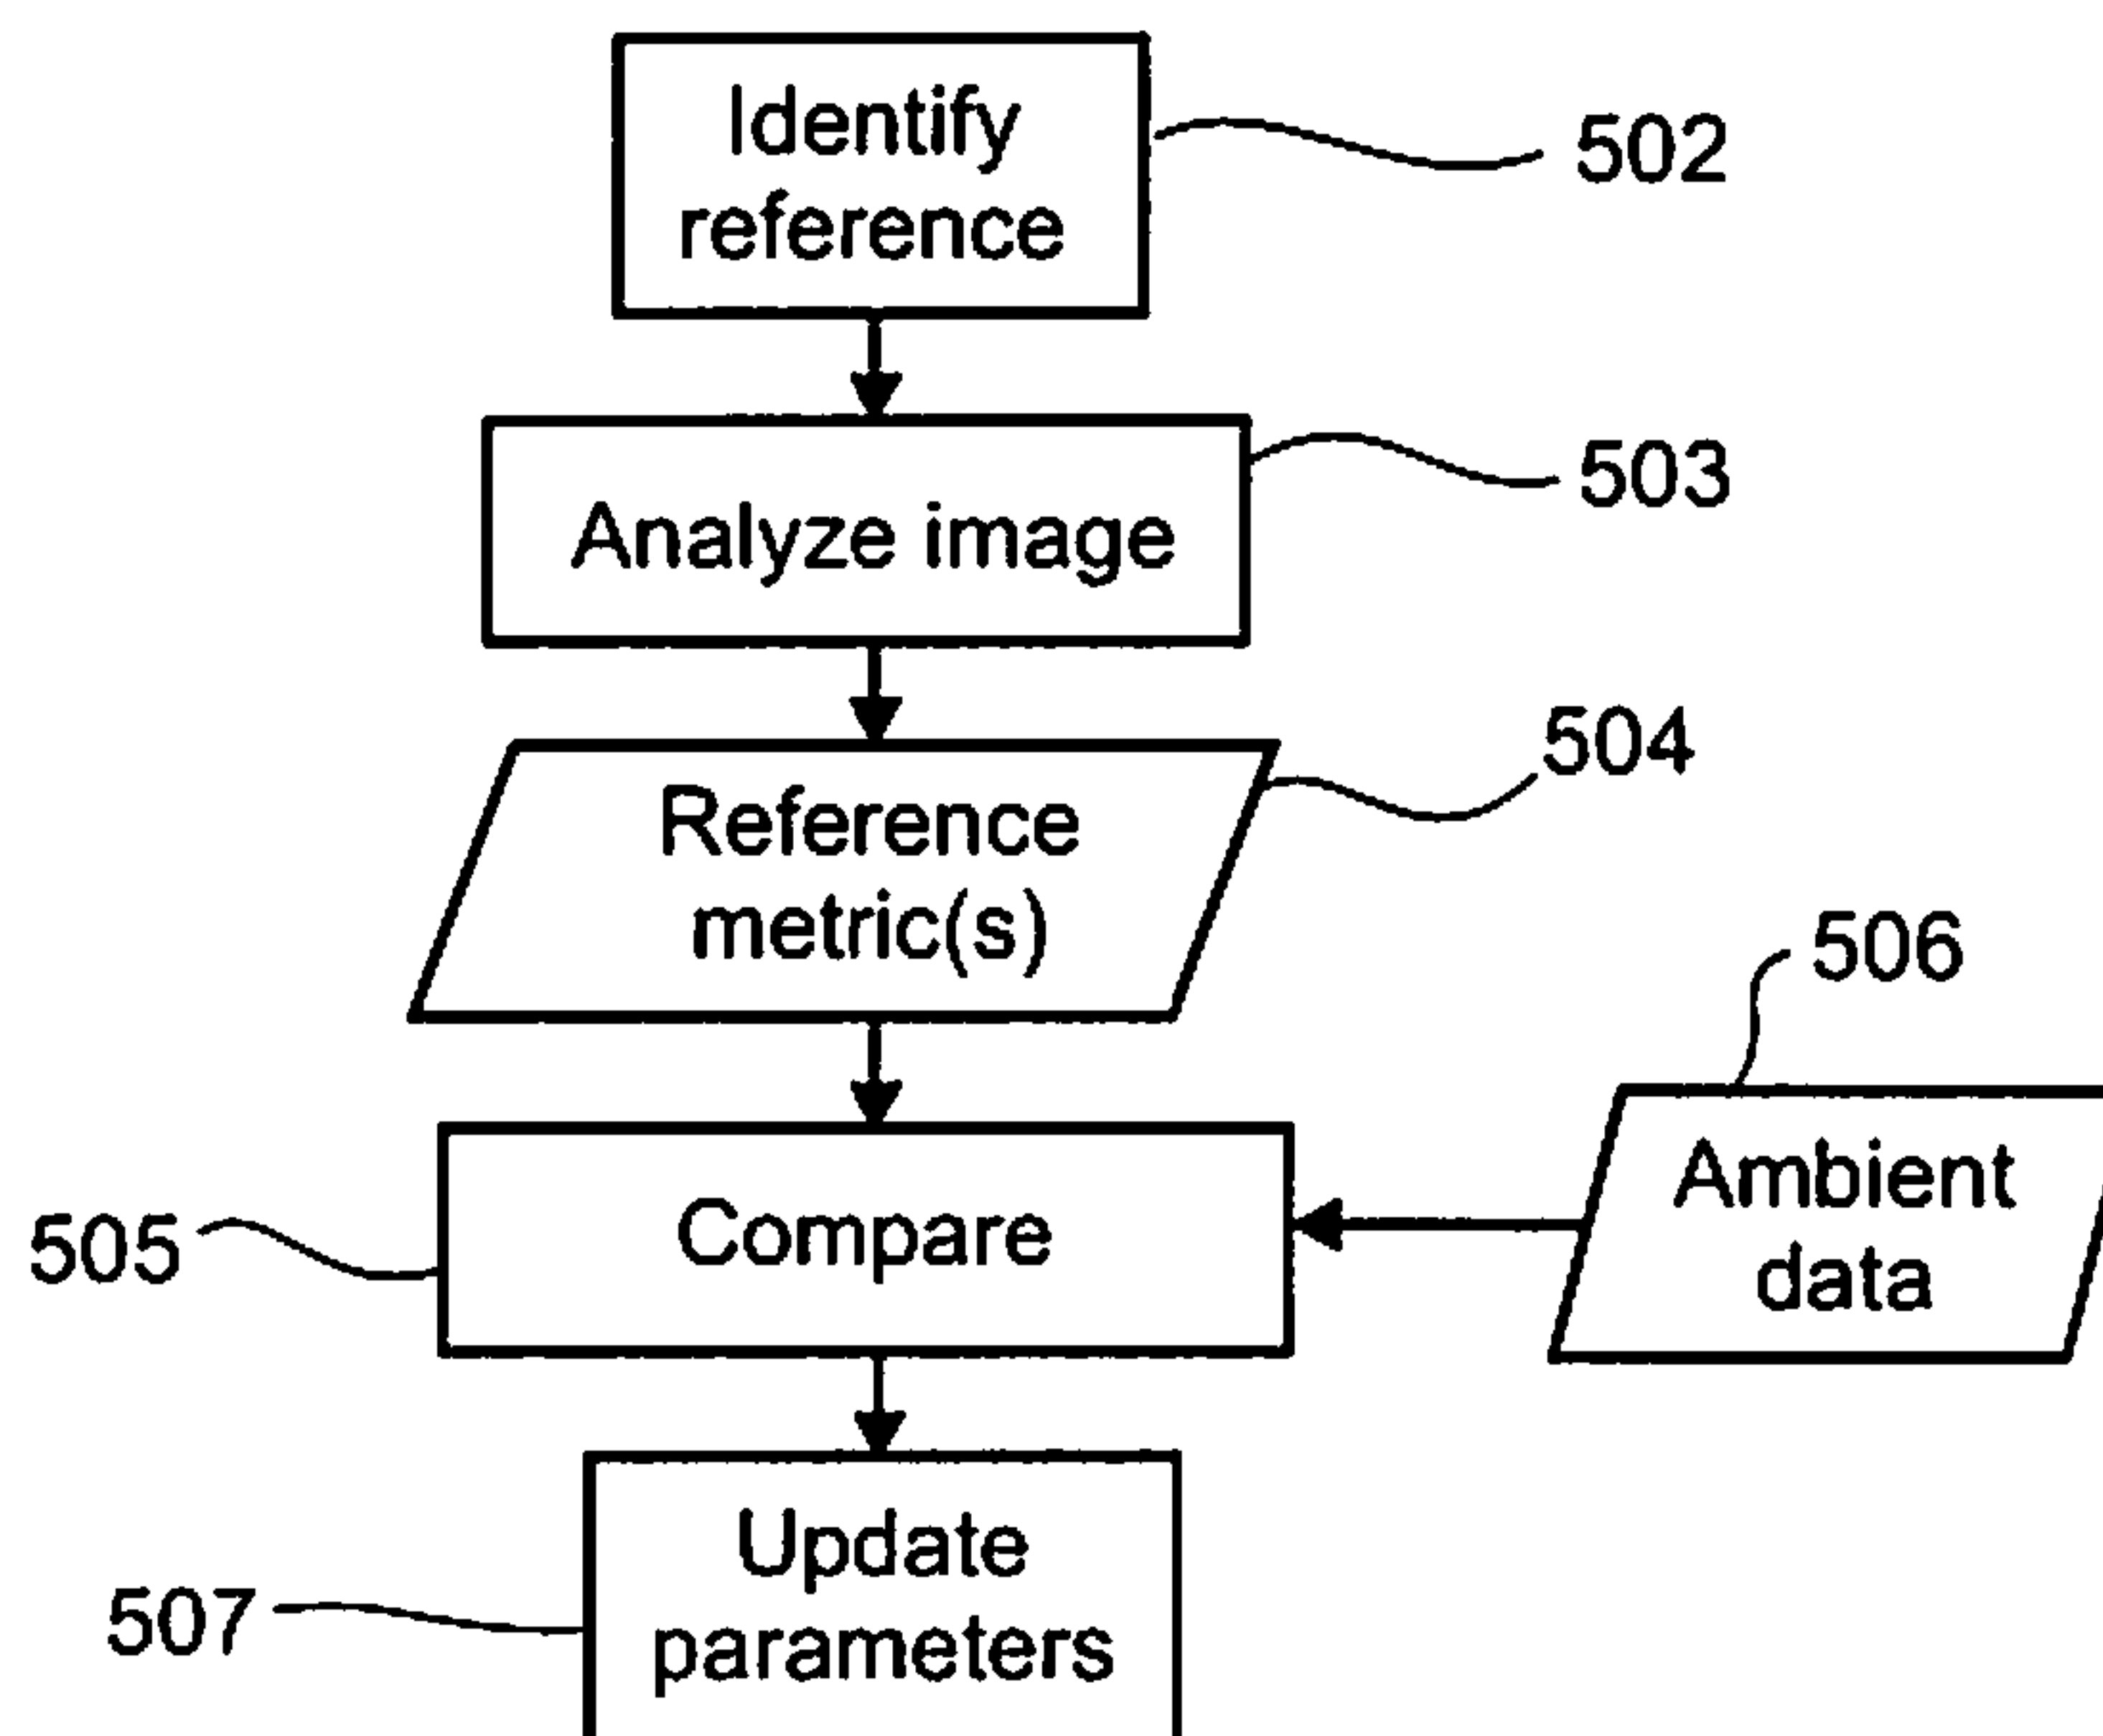 Identify
reference
502
Analyze image
503
504
Reference
metric(s)
506
Compare
505
Ambient
data
Update
parameters
507